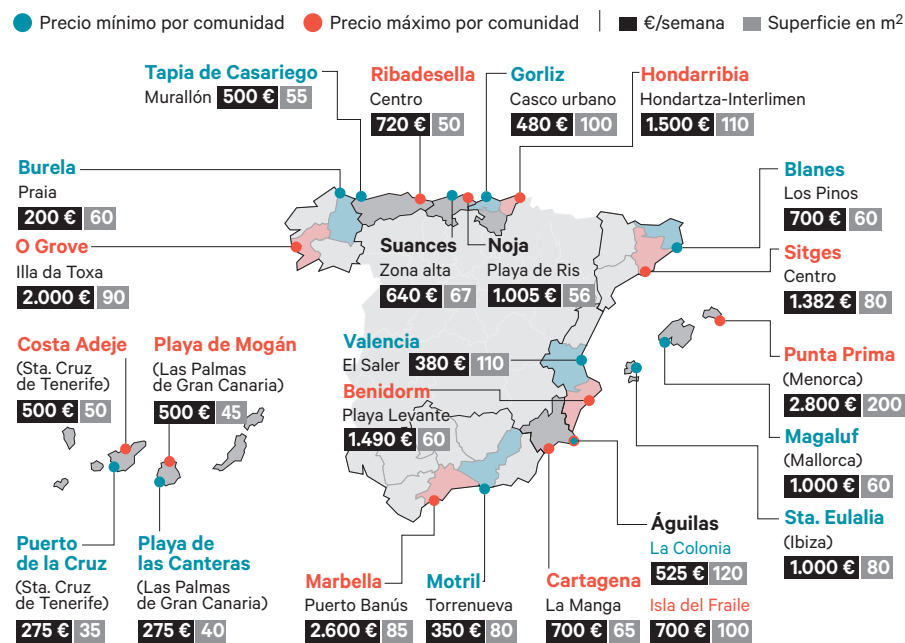 Precio mínimo por comunidad Precio máximo por comunidad €/semana Superficie en m2
Tapia de Casariego
Murallón 500 € 55
Ribadesella
Centro
720 € 50
Gorliz
Casco urbano
480 € 100
Hondarribia
Hondartza-Interlimen
1.500 € 110
Burela
Praia
200 € 60
O Grove
Illa da Toxa
2.000 € 90
Suances
Zona alta
640 € 67
Noja
Playa de Ris
1.005 € 56
Blanes
Los Pinos
700 € 60
Sitges
Centro
1.382 € 80
Costa Adeje
(Sta. Cruz
de Tenerife)
500 € 50
Playa de Mogán
(Las Palmas
de Gran Canaria)
500 € 45
Valencia
El Saler 380 € 110
Benidorm
Playa Levante
1.490 € 60
Punta Prima
(Menorca)
2.800 € 200
Magaluf
(Mallorca)
1.000 € 60
Sta. Eulalia
(Ibiza)
1.000 € 80
Puerto
de la Cruz
(Sta. Cruz
de Tenerife)
275 € 35
Playa de
las Canteras
(Las Palmas
de Gran Canaria)
275 € 40
Marbella
Puerto Banús
2.600 € 85
Motril
Torrenueva
350 € 80
Cartagena
La Manga
700 € 65
Águilas
La Colonia
525 € 120
Isla del Fraile
700 € 100